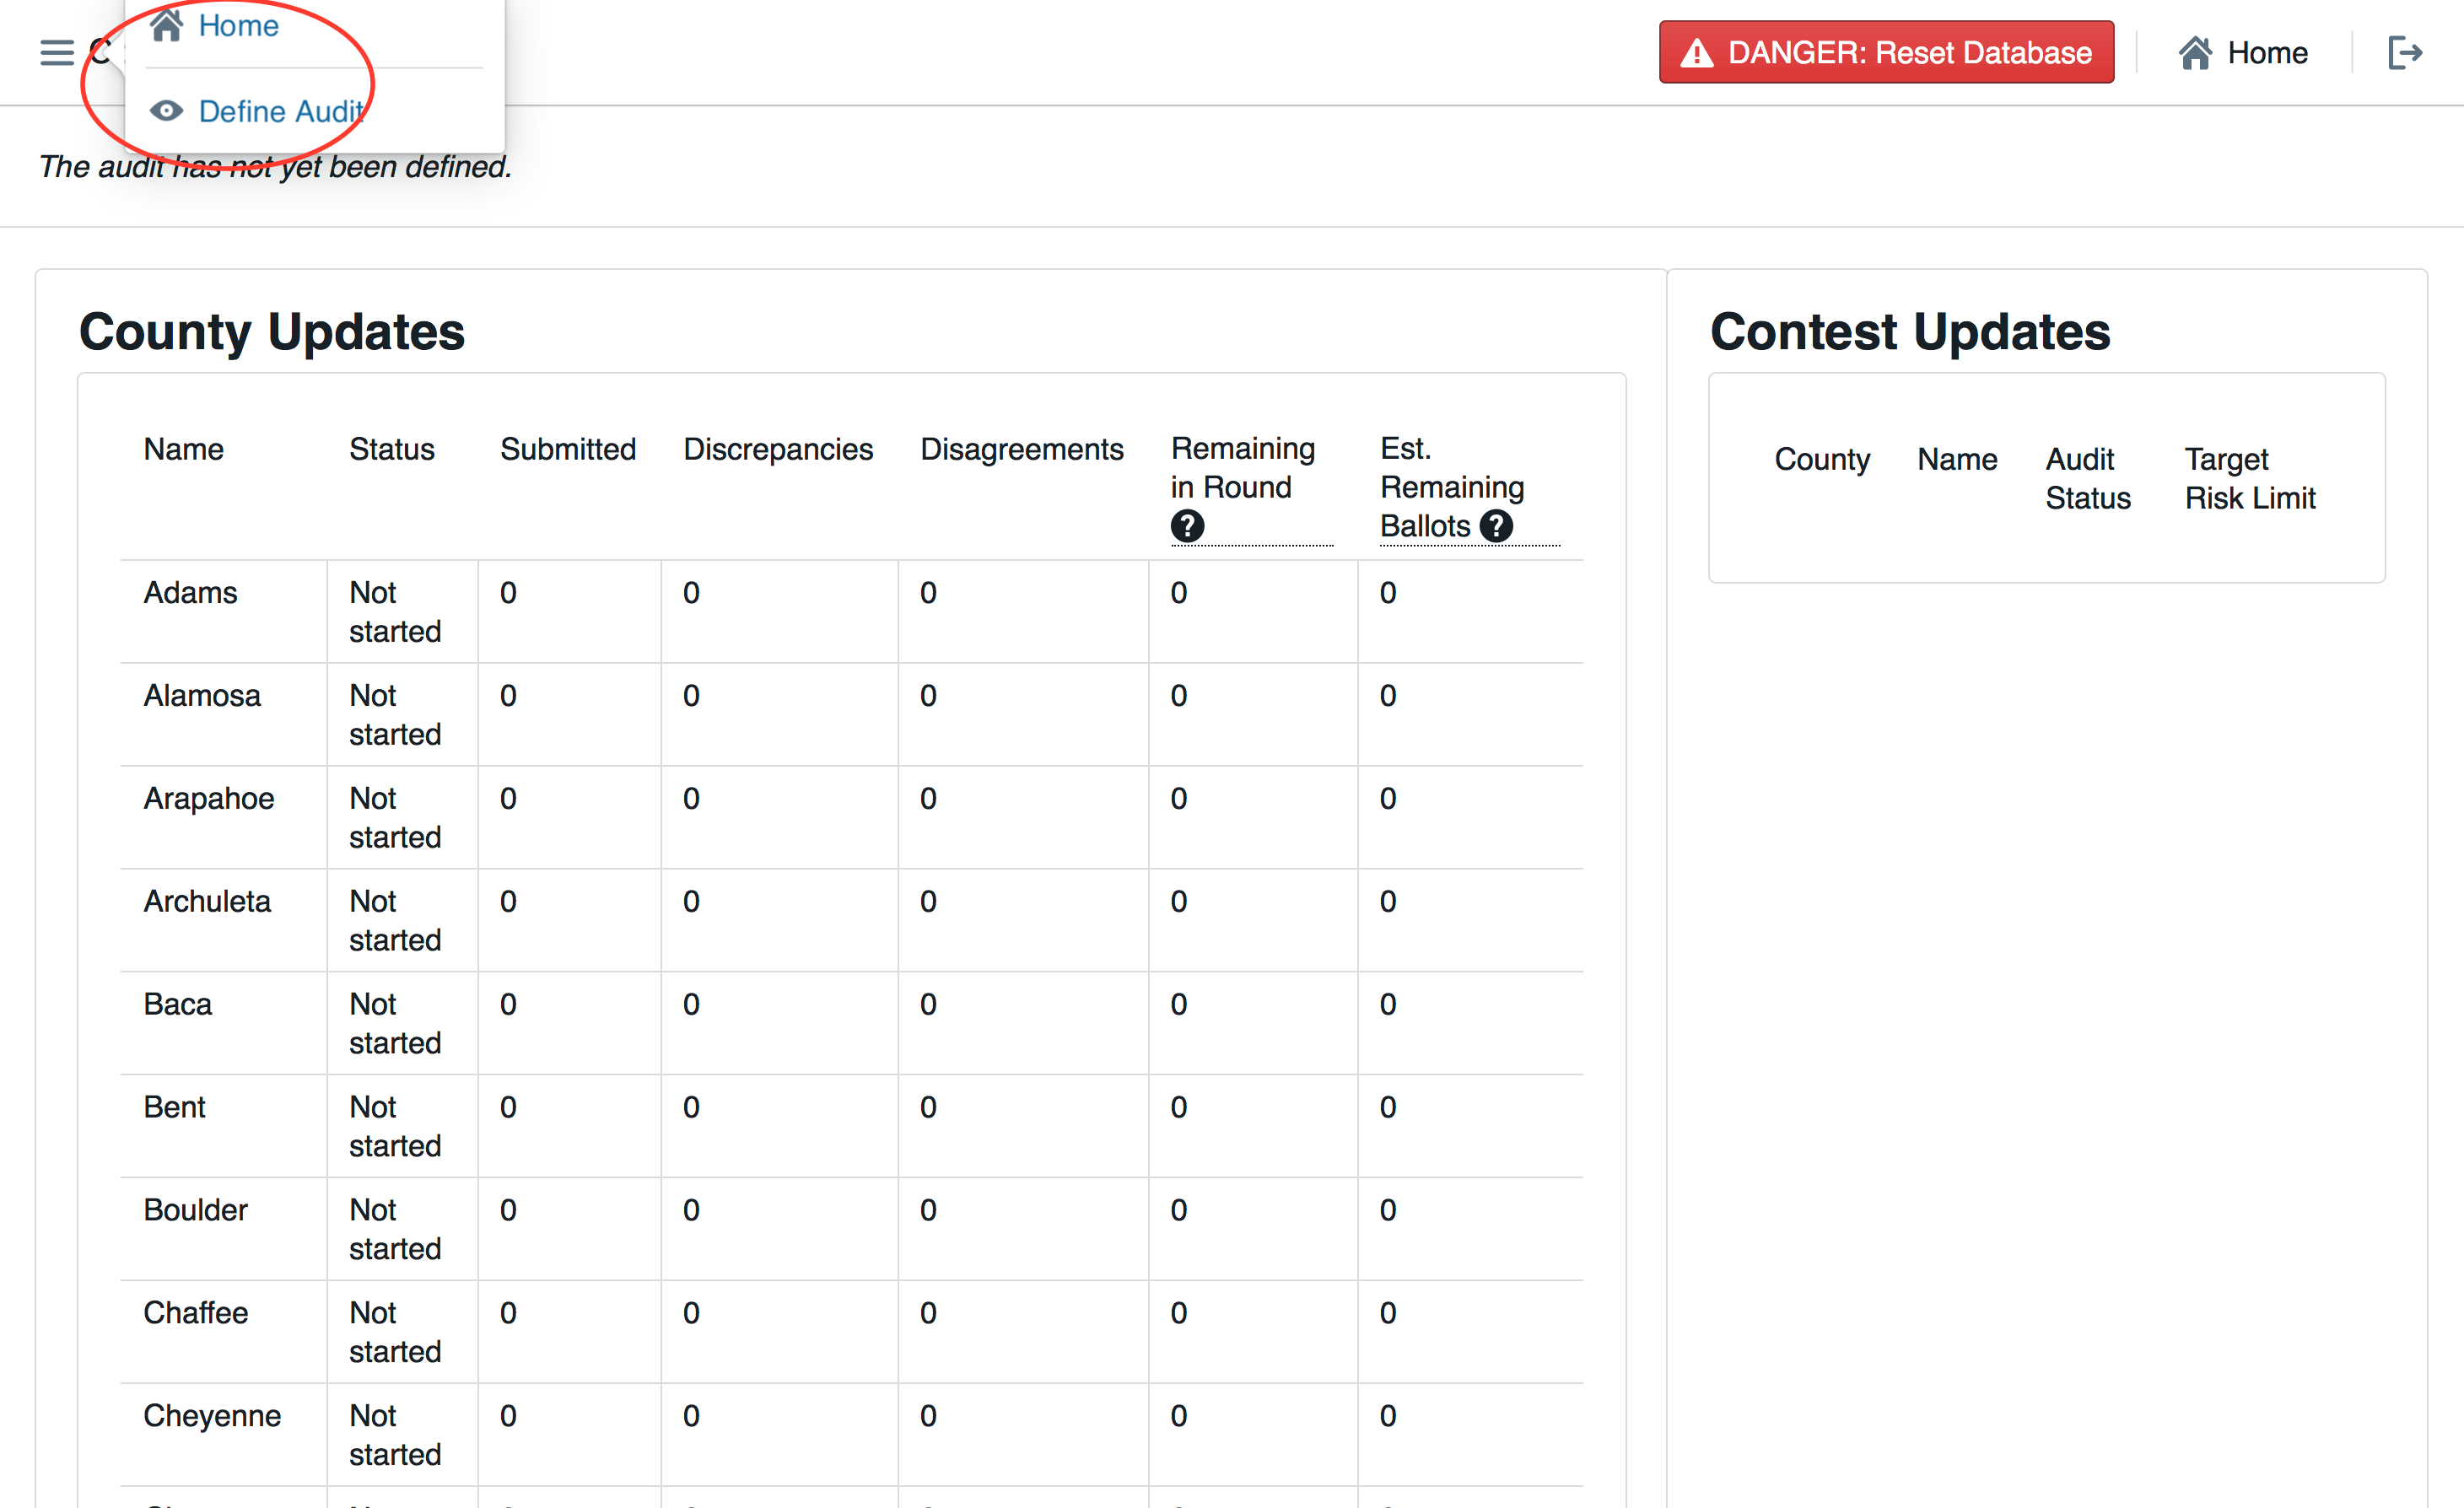 Home
Define Audit
DANGER: Reset Database
Home
The audit has not yet been defined.
County Updates
Name Status Submitted Discrepancies Disagreements Remaining in Round ? Est. Remaining Ballots ?
Adams Not started 0 0 0 0 0
Alamosa Not started 0 0 0 0 0
Arapahoe Not started 0 0 0 0 0
Archuleta Not started 0 0 0 0 0
Baca Not started 0 0 0 0 0
Bent Not started 0 0 0 0 0
Boulder Not started 0 0 0 0 0
Chaffee Not started 0 0 0 0 0
Cheyenne Not started 0 0 0 0 0
Contest Updates
County Name Audit Status Target Risk Limit